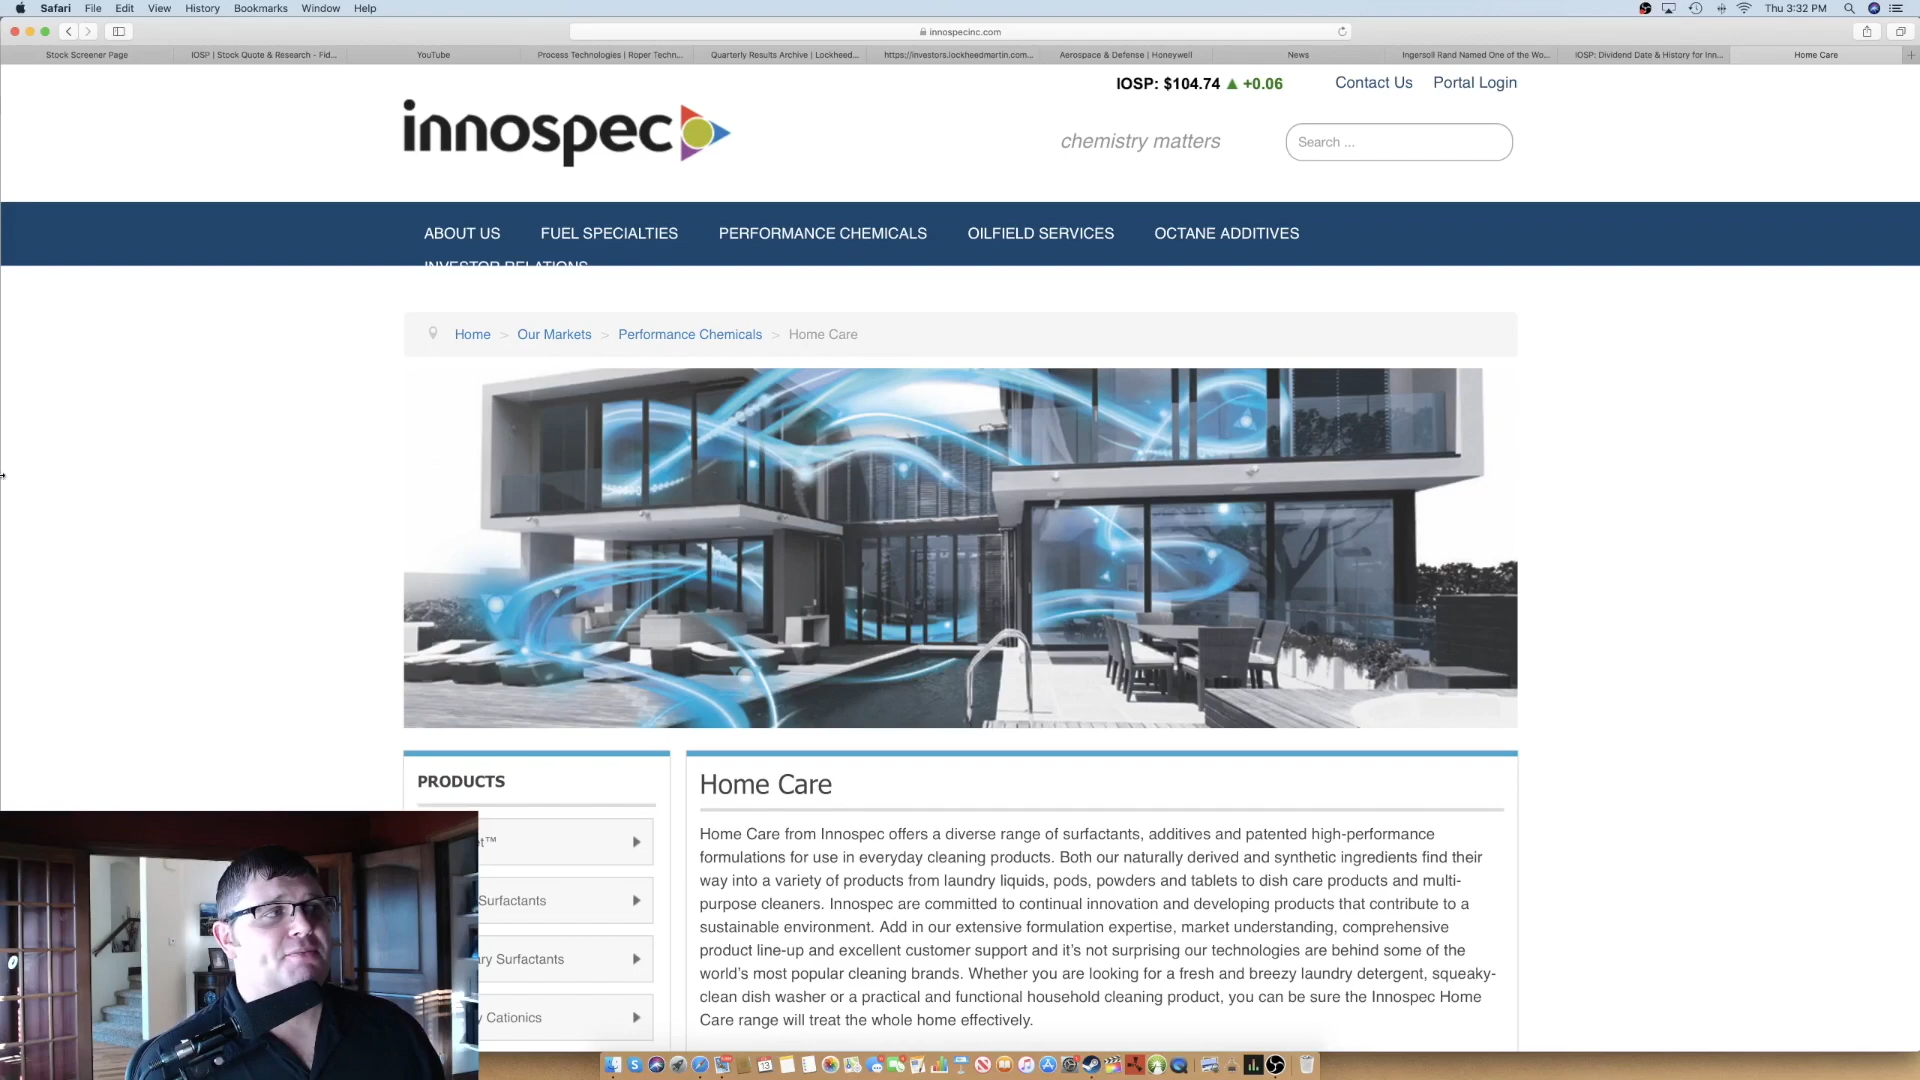 Safari File Edit View History Bookmarks Window Help Thu 3:32 PM
innospecinc.com
Stock Screener Page IOSP | Stock Quote & Research - Fid... YouTube Process Technologies | Roper Techn... Quarterly Results Archive | Lockheed... https://investors.lockheedmartin.com... Aerospace & Defense | Honeywell News Ingersoll Rand Named One of the Wo... IOSP: Dividend Date & History for Inn... Home Care
IOSP: $104.74 ▲ +0.06 Contact Us Portal Login
innospec
chemistry matters
Search ...
ABOUT US FUEL SPECIALTIES PERFORMANCE CHEMICALS OILFIELD SERVICES OCTANE ADDITIVES
INVESTOR RELATIONS
Home > Our Markets > Performance Chemicals > Home Care
PRODUCTS
et™
Surfactants
ary Surfactants
y Cationics
Home Care
Home Care from Innospec offers a diverse range of surfactants, additives and patented high-performance
formulations for use in everyday cleaning products. Both our naturally derived and synthetic ingredients find their
way into a variety of products from laundry liquids, pods, powders and tablets to dish care products and multi-
purpose cleaners. Innospec are committed to continual innovation and developing products that contribute to a
sustainable environment. Add in our extensive formulation expertise, market understanding, comprehensive
product line-up and excellent customer support and it's not surprising our technologies are behind some of the
world's most popular cleaning brands. Whether you are looking for a fresh and breezy laundry detergent, squeaky-
clean dish washer or a practical and functional household cleaning product, you can be sure the Innospec Home
Care range will treat the whole home effectively.